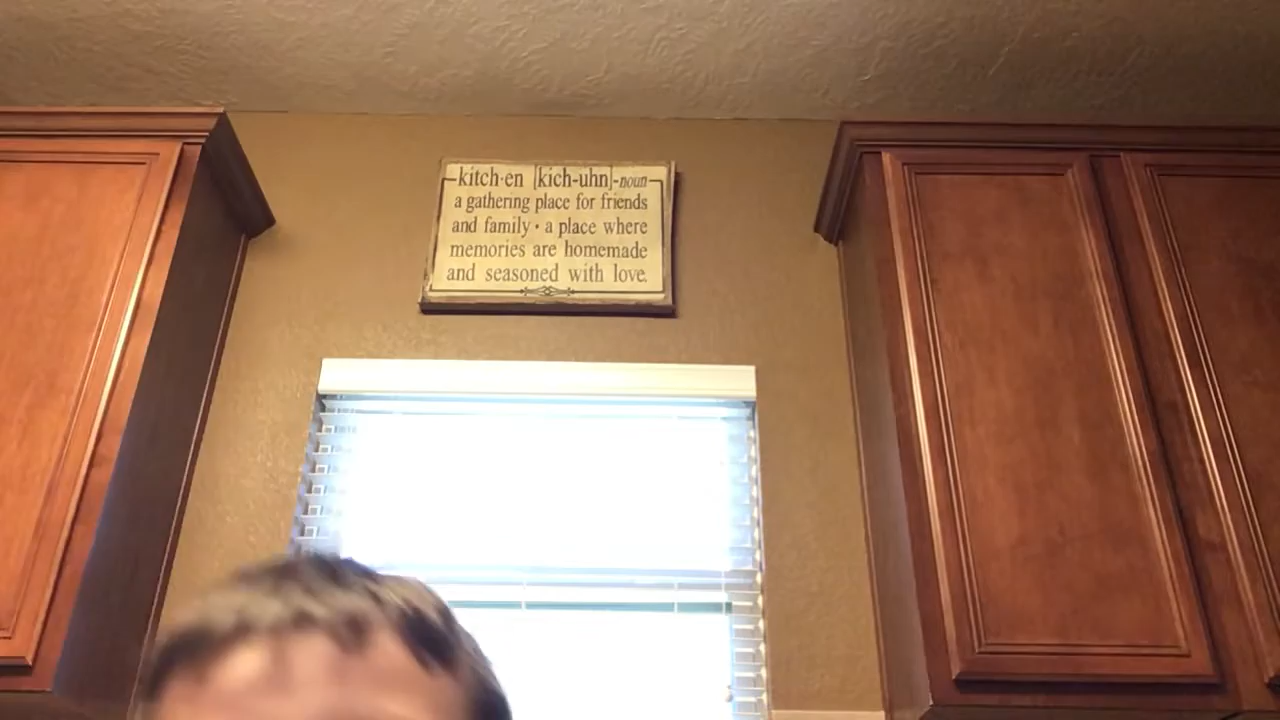 kitch·en [kich-uhn]-noun
a gathering place for friends
and family · a place where
memories are homemade
and seasoned with love.